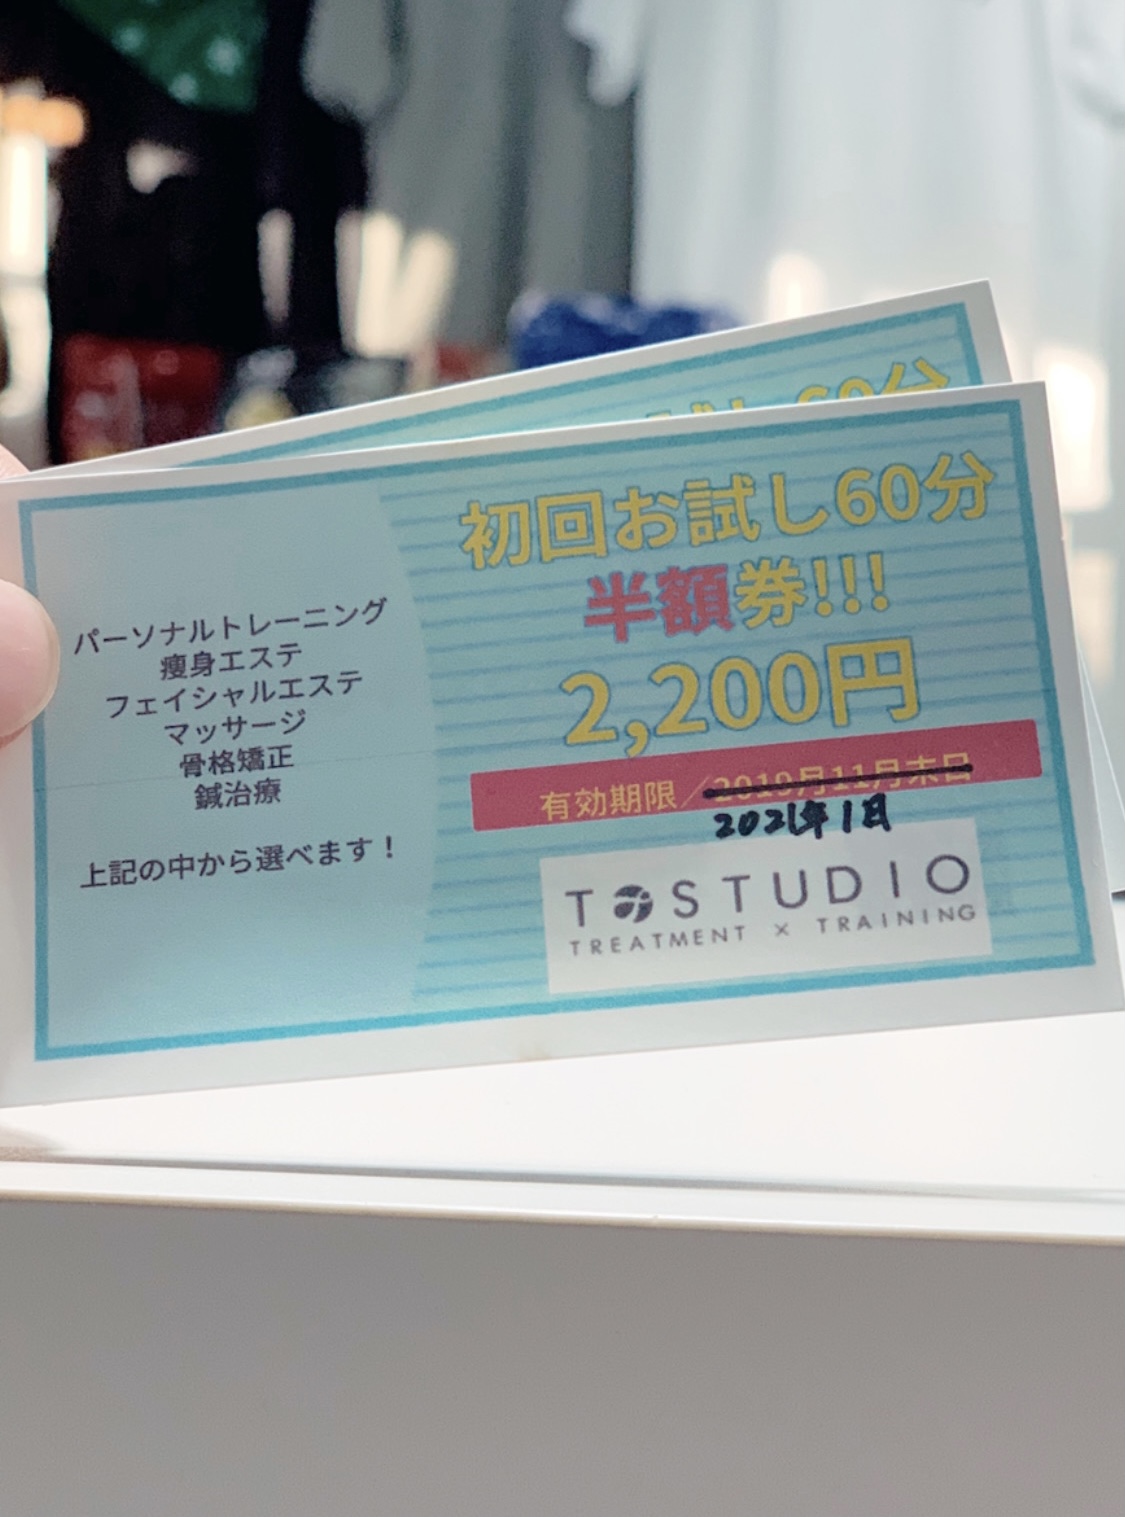 パーソナルトレーニング
痩身エステ
フェイシャルエステ
マッサージ
骨格矯正
鍼治療
上記の中から選べます！
初回お試し60分
半額券!!!
2,200円
有効期限／2019月11月末日
2021年1日
T STUDIO
TREATMENT × TRAINING
60分